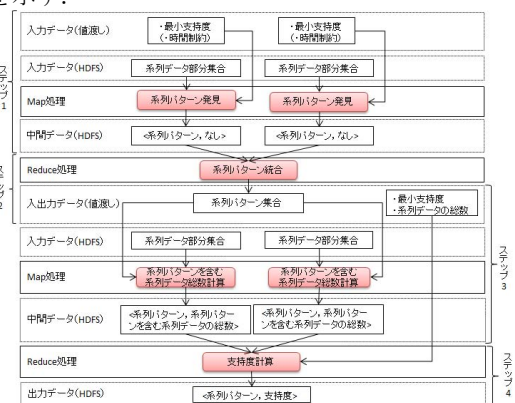 を示す.
入力データ(値渡し)
・最小支持度
(・時間制約)
・最小支持度
(・時間制約)
入力データ(HDFS)
系列データ部分集合
系列データ部分集合
Map処理
系列パターン発見
系列パターン発見
ステップ1
中間データ(HDFS)
<系列パターン, なし>
<系列パターン, なし>
Reduce処理
系列パターン統合
ステップ2
入出力データ(値渡し)
系列パターン集合
・最小支持度
・系列データの総数
入力データ(HDFS)
系列データ部分集合
系列データ部分集合
Map処理
系列パターンを含む
系列データ総数計算
系列パターンを含む
系列データ総数計算
ステップ3
中間データ(HDFS)
<系列パターン, 系列パター
ンを含む系列データの総数>
<系列パターン, 系列パター
ンを含む系列データの総数>
Reduce処理
支持度計算
ステップ4
出力データ(HDFS)
<系列パターン, 支持度>